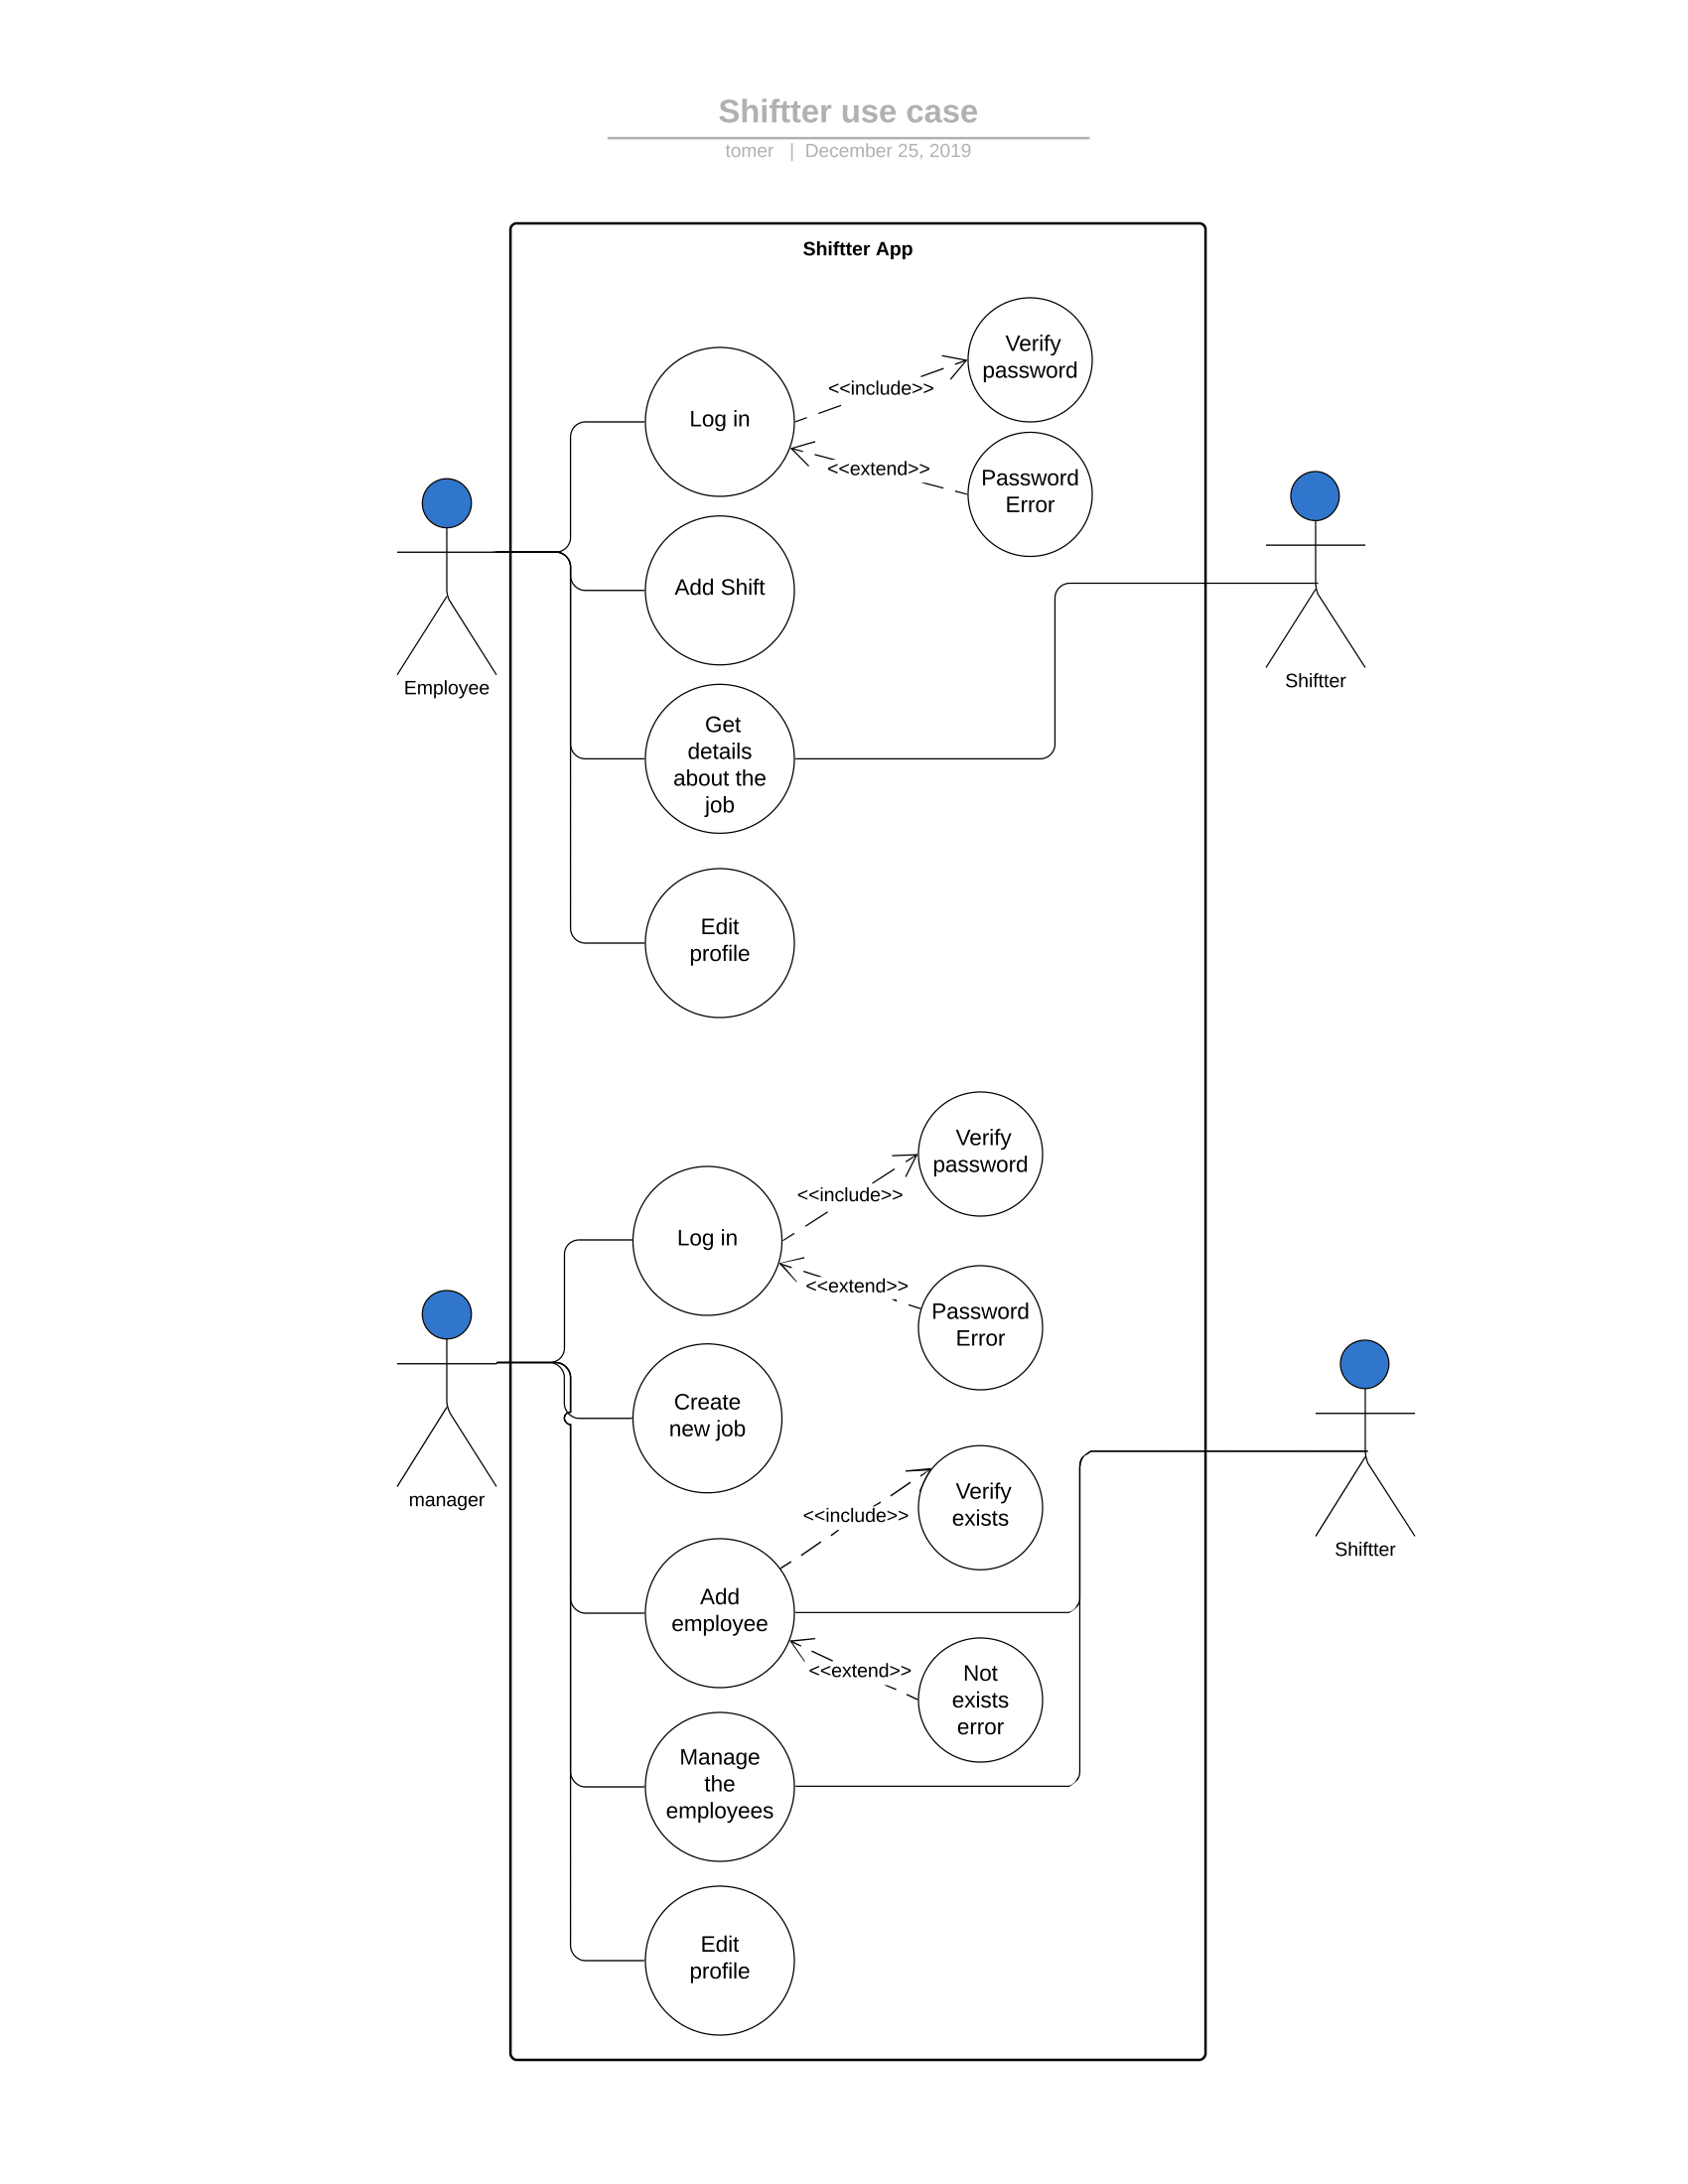 Shiftter use case
tomer | December 25, 2019
Shiftter App
Verify
password
<<include>>
Log in
<<extend>>
Password
Error
Add Shift
Employee
Shiftter
Get
details
about the
job
Edit
profile
Verify
password
<<include>>
Log in
<<extend>>
Password
Error
Create
new job
manager
Verify
exists
<<include>>
Shiftter
Add
employee
<<extend>>
Not
exists
error
Manage
the
employees
Edit
profile